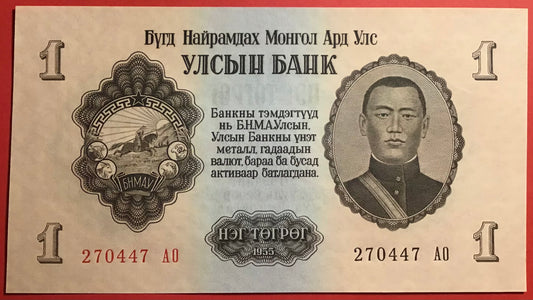 Бүгд Найрамдах Монгол Ард Улс
1 УЛСЫН БАНК 1
Банкны тэмдэгтүүд
нь Б.Н.М.А.Улсын,
Улсын Банкны үнэт
металл, гадаадын
валют, бараа ба бусад
активаар батлагдана.
БНМАУ
1 НЭГ ТӨГРӨГ 1
1955
270447 АО 270447 АО